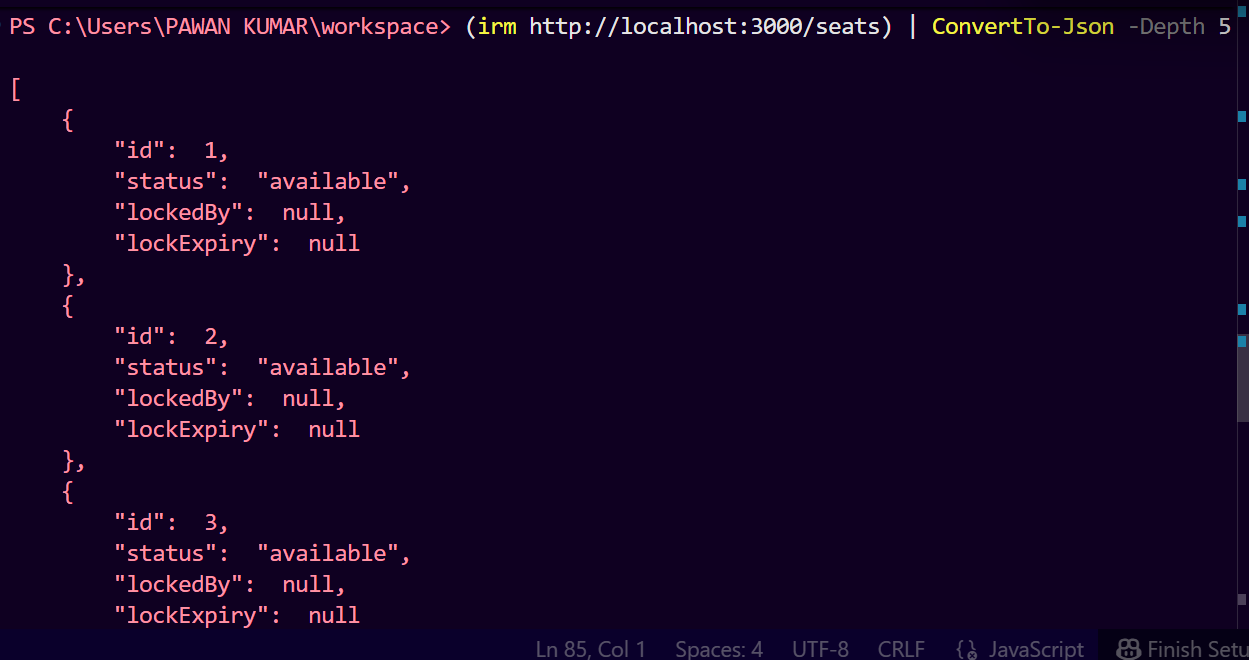 PS C:\Users\PAWAN KUMAR\workspace> (irm http://localhost:3000/seats) | ConvertTo-Json -Depth 5
[
    {
        "id":  1,
        "status":  "available",
        "lockedBy":  null,
        "lockExpiry":  null
    },
    {
        "id":  2,
        "status":  "available",
        "lockedBy":  null,
        "lockExpiry":  null
    },
    {
        "id":  3,
        "status":  "available",
        "lockedBy":  null,
        "lockExpiry":  null
Ln 85, Col 1 Spaces: 4 UTF-8 CRLF JavaScript Finish Setu